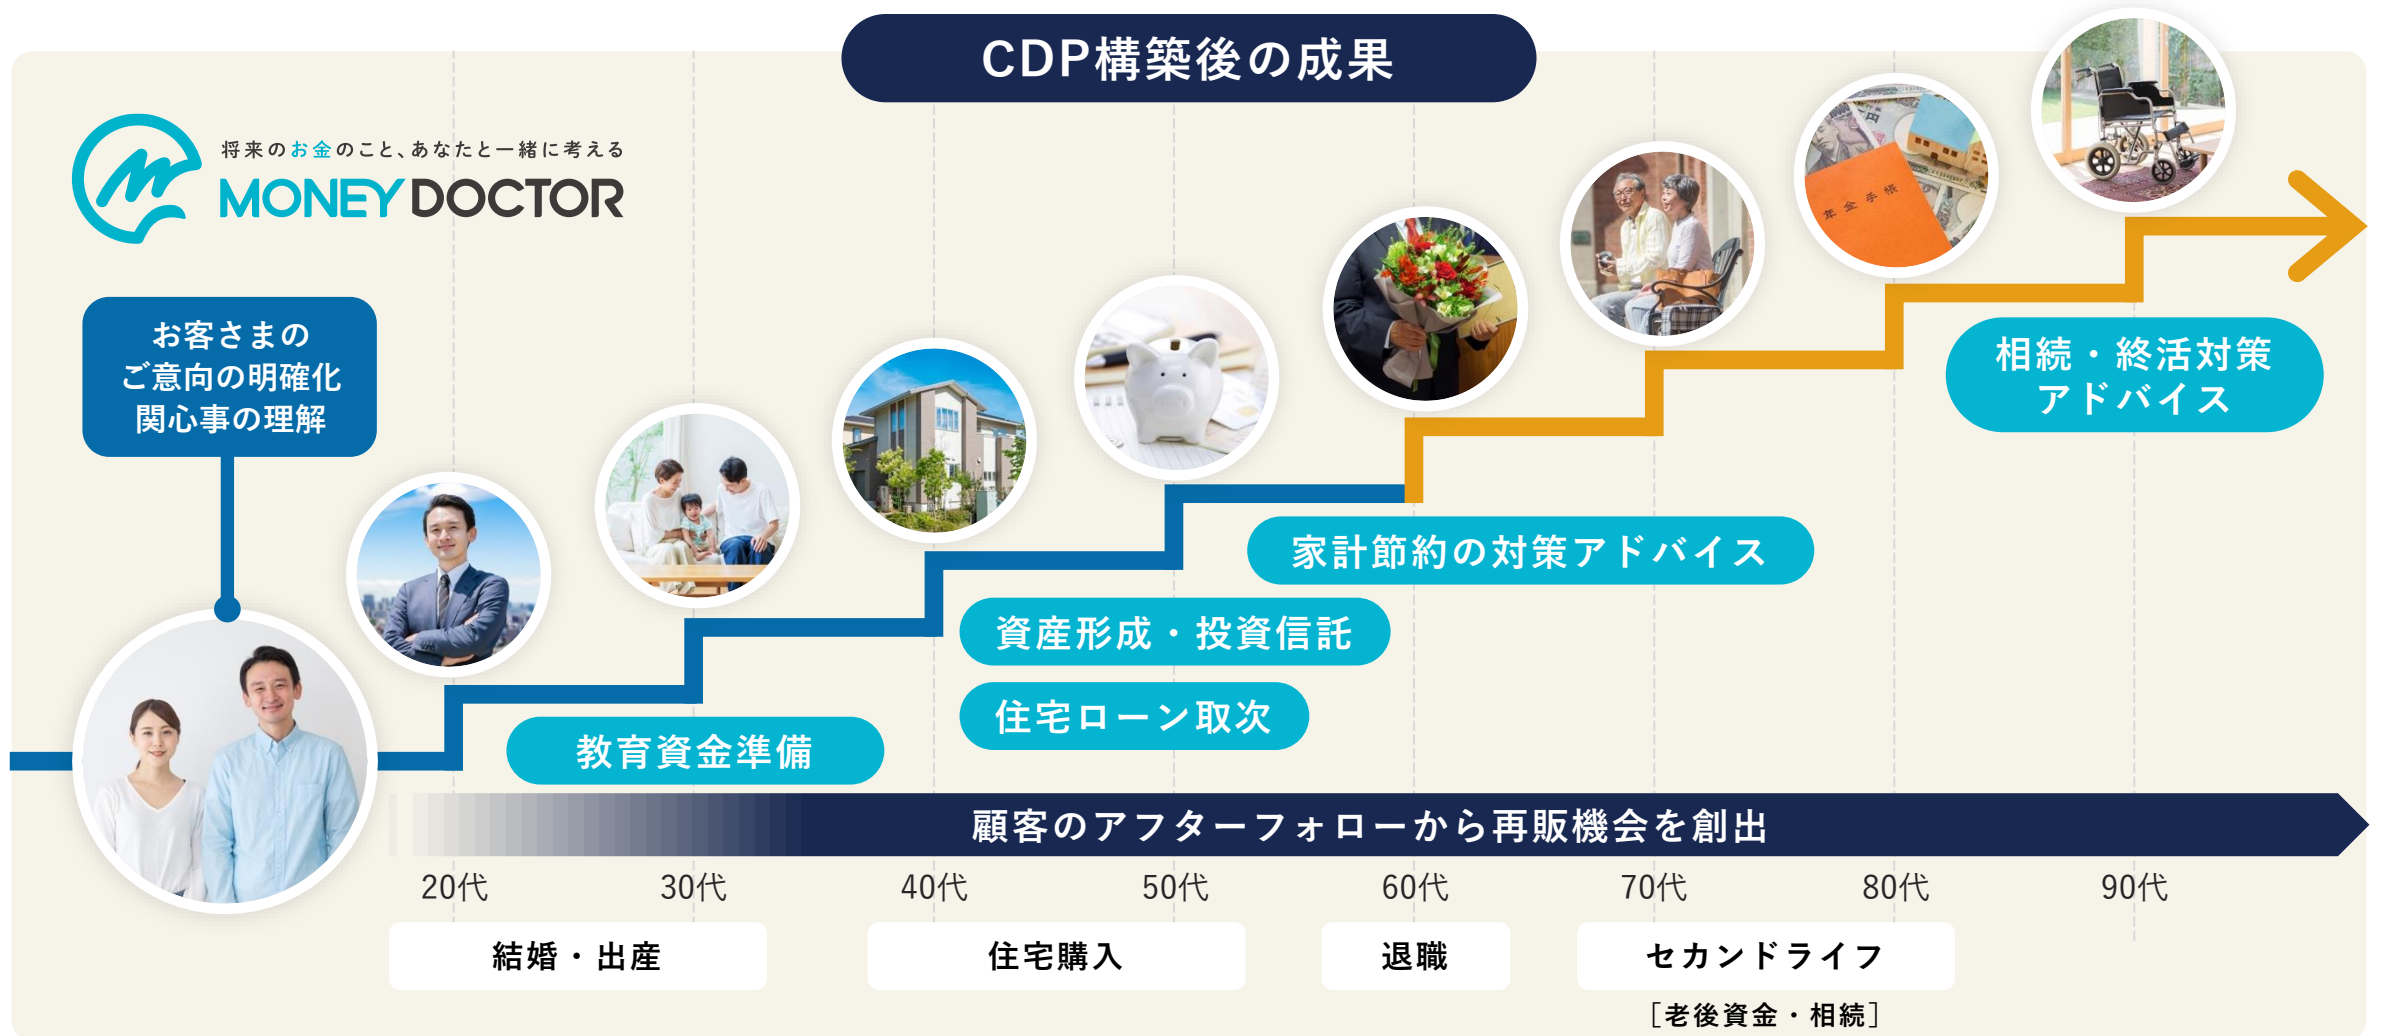 CDP構築後の成果
将来のお金のこと、あなたと一緒に考える
MONEY DOCTOR
お客さまの
ご意向の明確化
関心事の理解
年金手帳
相続・終活対策
アドバイス
家計節約の対策アドバイス
資産形成・投資信託
住宅ローン取次
教育資金準備
顧客のアフターフォローから再販機会を創出
20代 30代 40代 50代 60代 70代 80代 90代
結婚・出産 住宅購入 退職 セカンドライフ
［老後資金・相続］